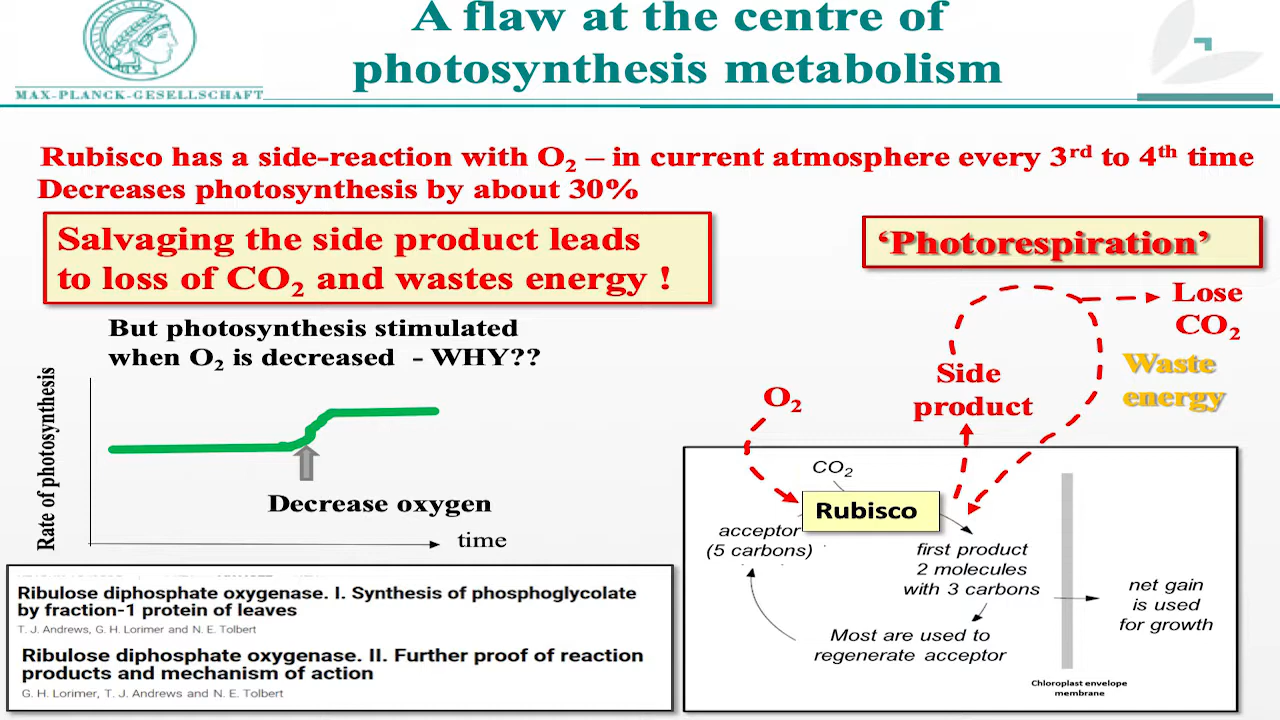 A flaw at the centre of
photosynthesis metabolism
MAX-PLANCK-GESELLSCHAFT
Rubisco has a side-reaction with O₂ – in current atmosphere every 3ʳᵈ to 4ᵗʰ time
Decreases photosynthesis by about 30%
Salvaging the side product leads
to loss of CO₂ and wastes energy !
‘Photorespiration’
But photosynthesis stimulated
when O₂ is decreased - WHY??
Rate of photosynthesis
Decrease oxygen
time
Lose
CO₂
Waste
energy
Side
product
O₂
CO₂
Rubisco
acceptor
(5 carbons)
first product
2 molecules
with 3 carbons
net gain
is used
for growth
Most are used to
regenerate acceptor
Chloroplast envelope
membrane
Ribulose diphosphate oxygenase. I. Synthesis of phosphoglycolate
by fraction-1 protein of leaves
T. J. Andrews, G. H. Lorimer and N. E. Tolbert
Ribulose diphosphate oxygenase. II. Further proof of reaction
products and mechanism of action
G. H. Lorimer, T. J. Andrews and N. E. Tolbert